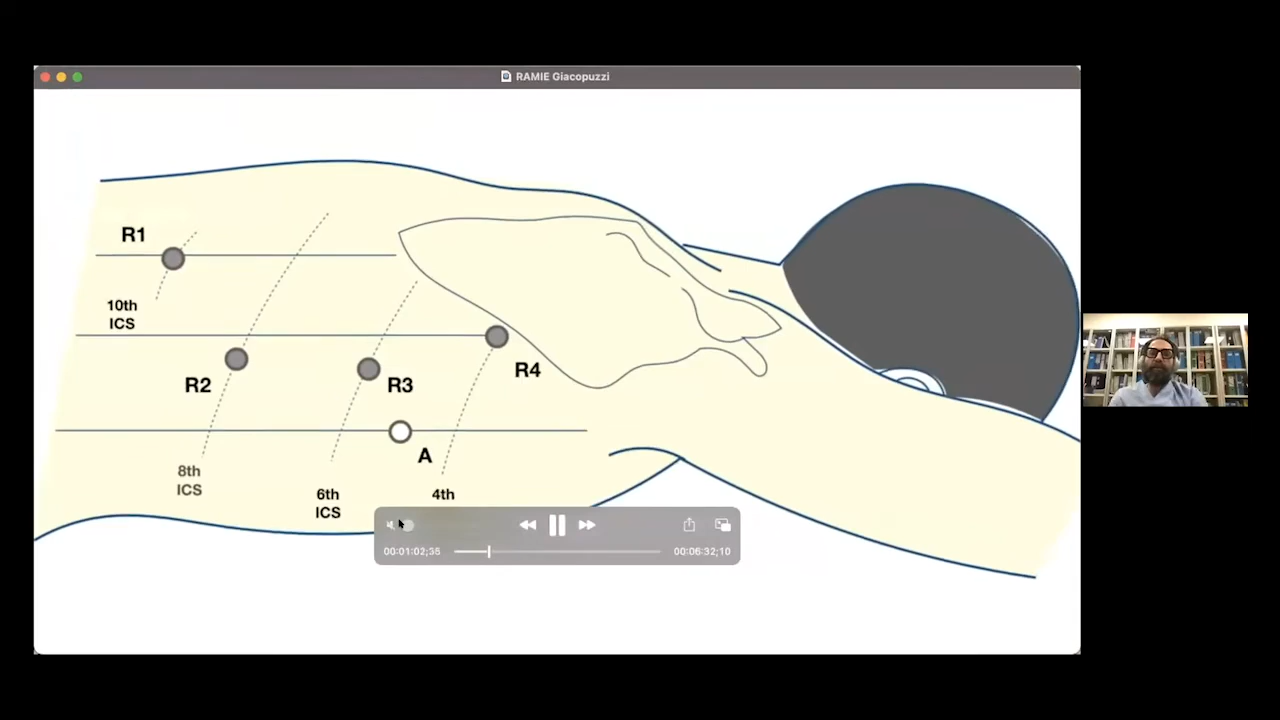 RAMIE Giacopuzzi
R1
10th
ICS
R2
R3
R4
A
8th
ICS
6th
ICS
4th
00:01:02;35
00:06:32;10